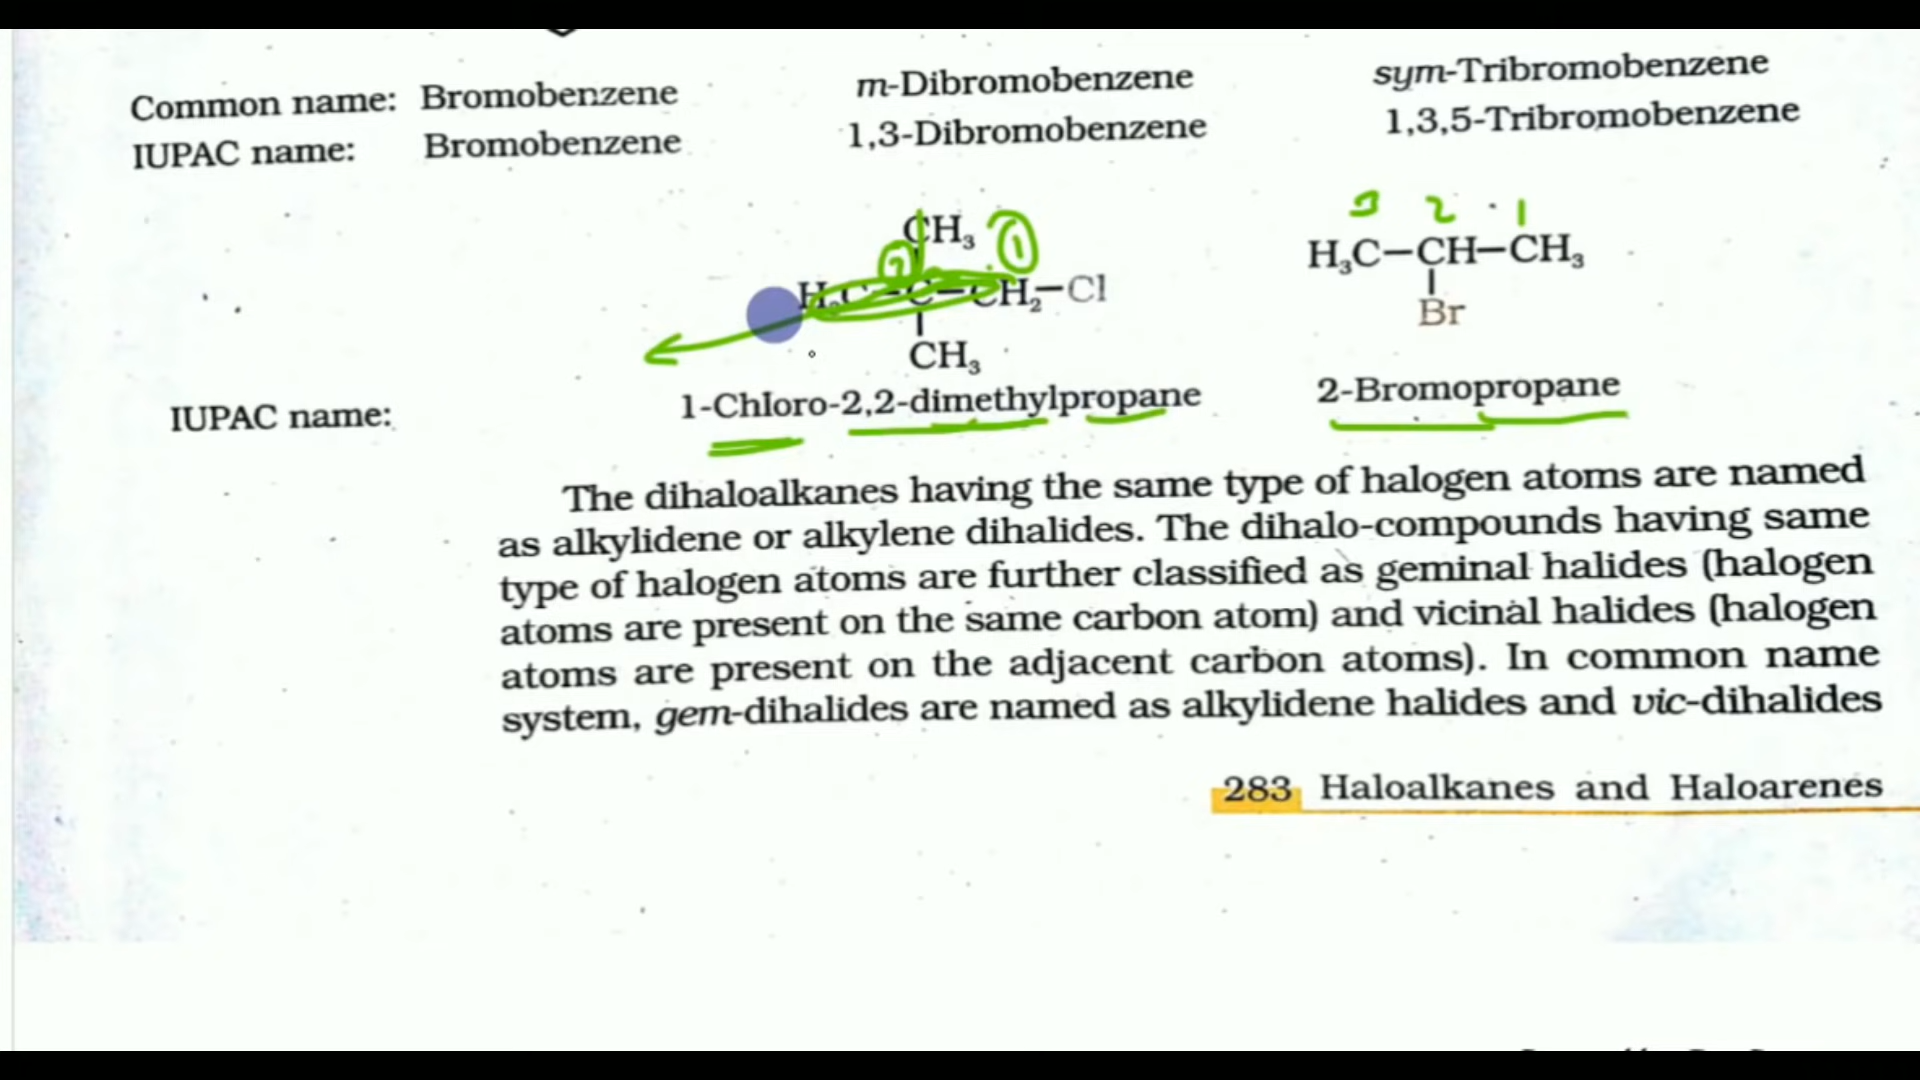 Common name: Bromobenzene m-Dibromobenzene sym-Tribromobenzene
IUPAC name: Bromobenzene 1,3-Dibromobenzene 1,3,5-Tribromobenzene
CH3 1 3 2 1
2
H3C–C–CH2–Cl H3C–CH–CH3
CH3 Br
IUPAC name: 1-Chloro-2,2-dimethylpropane 2-Bromopropane
The dihaloalkanes having the same type of halogen atoms are named
as alkylidene or alkylene dihalides. The dihalo-compounds having same
type of halogen atoms are further classified as geminal halides (halogen
atoms are present on the same carbon atom) and vicinal halides (halogen
atoms are present on the adjacent carbon atoms). In common name
system, gem-dihalides are named as alkylidene halides and vic-dihalides
283 Haloalkanes and Haloarenes